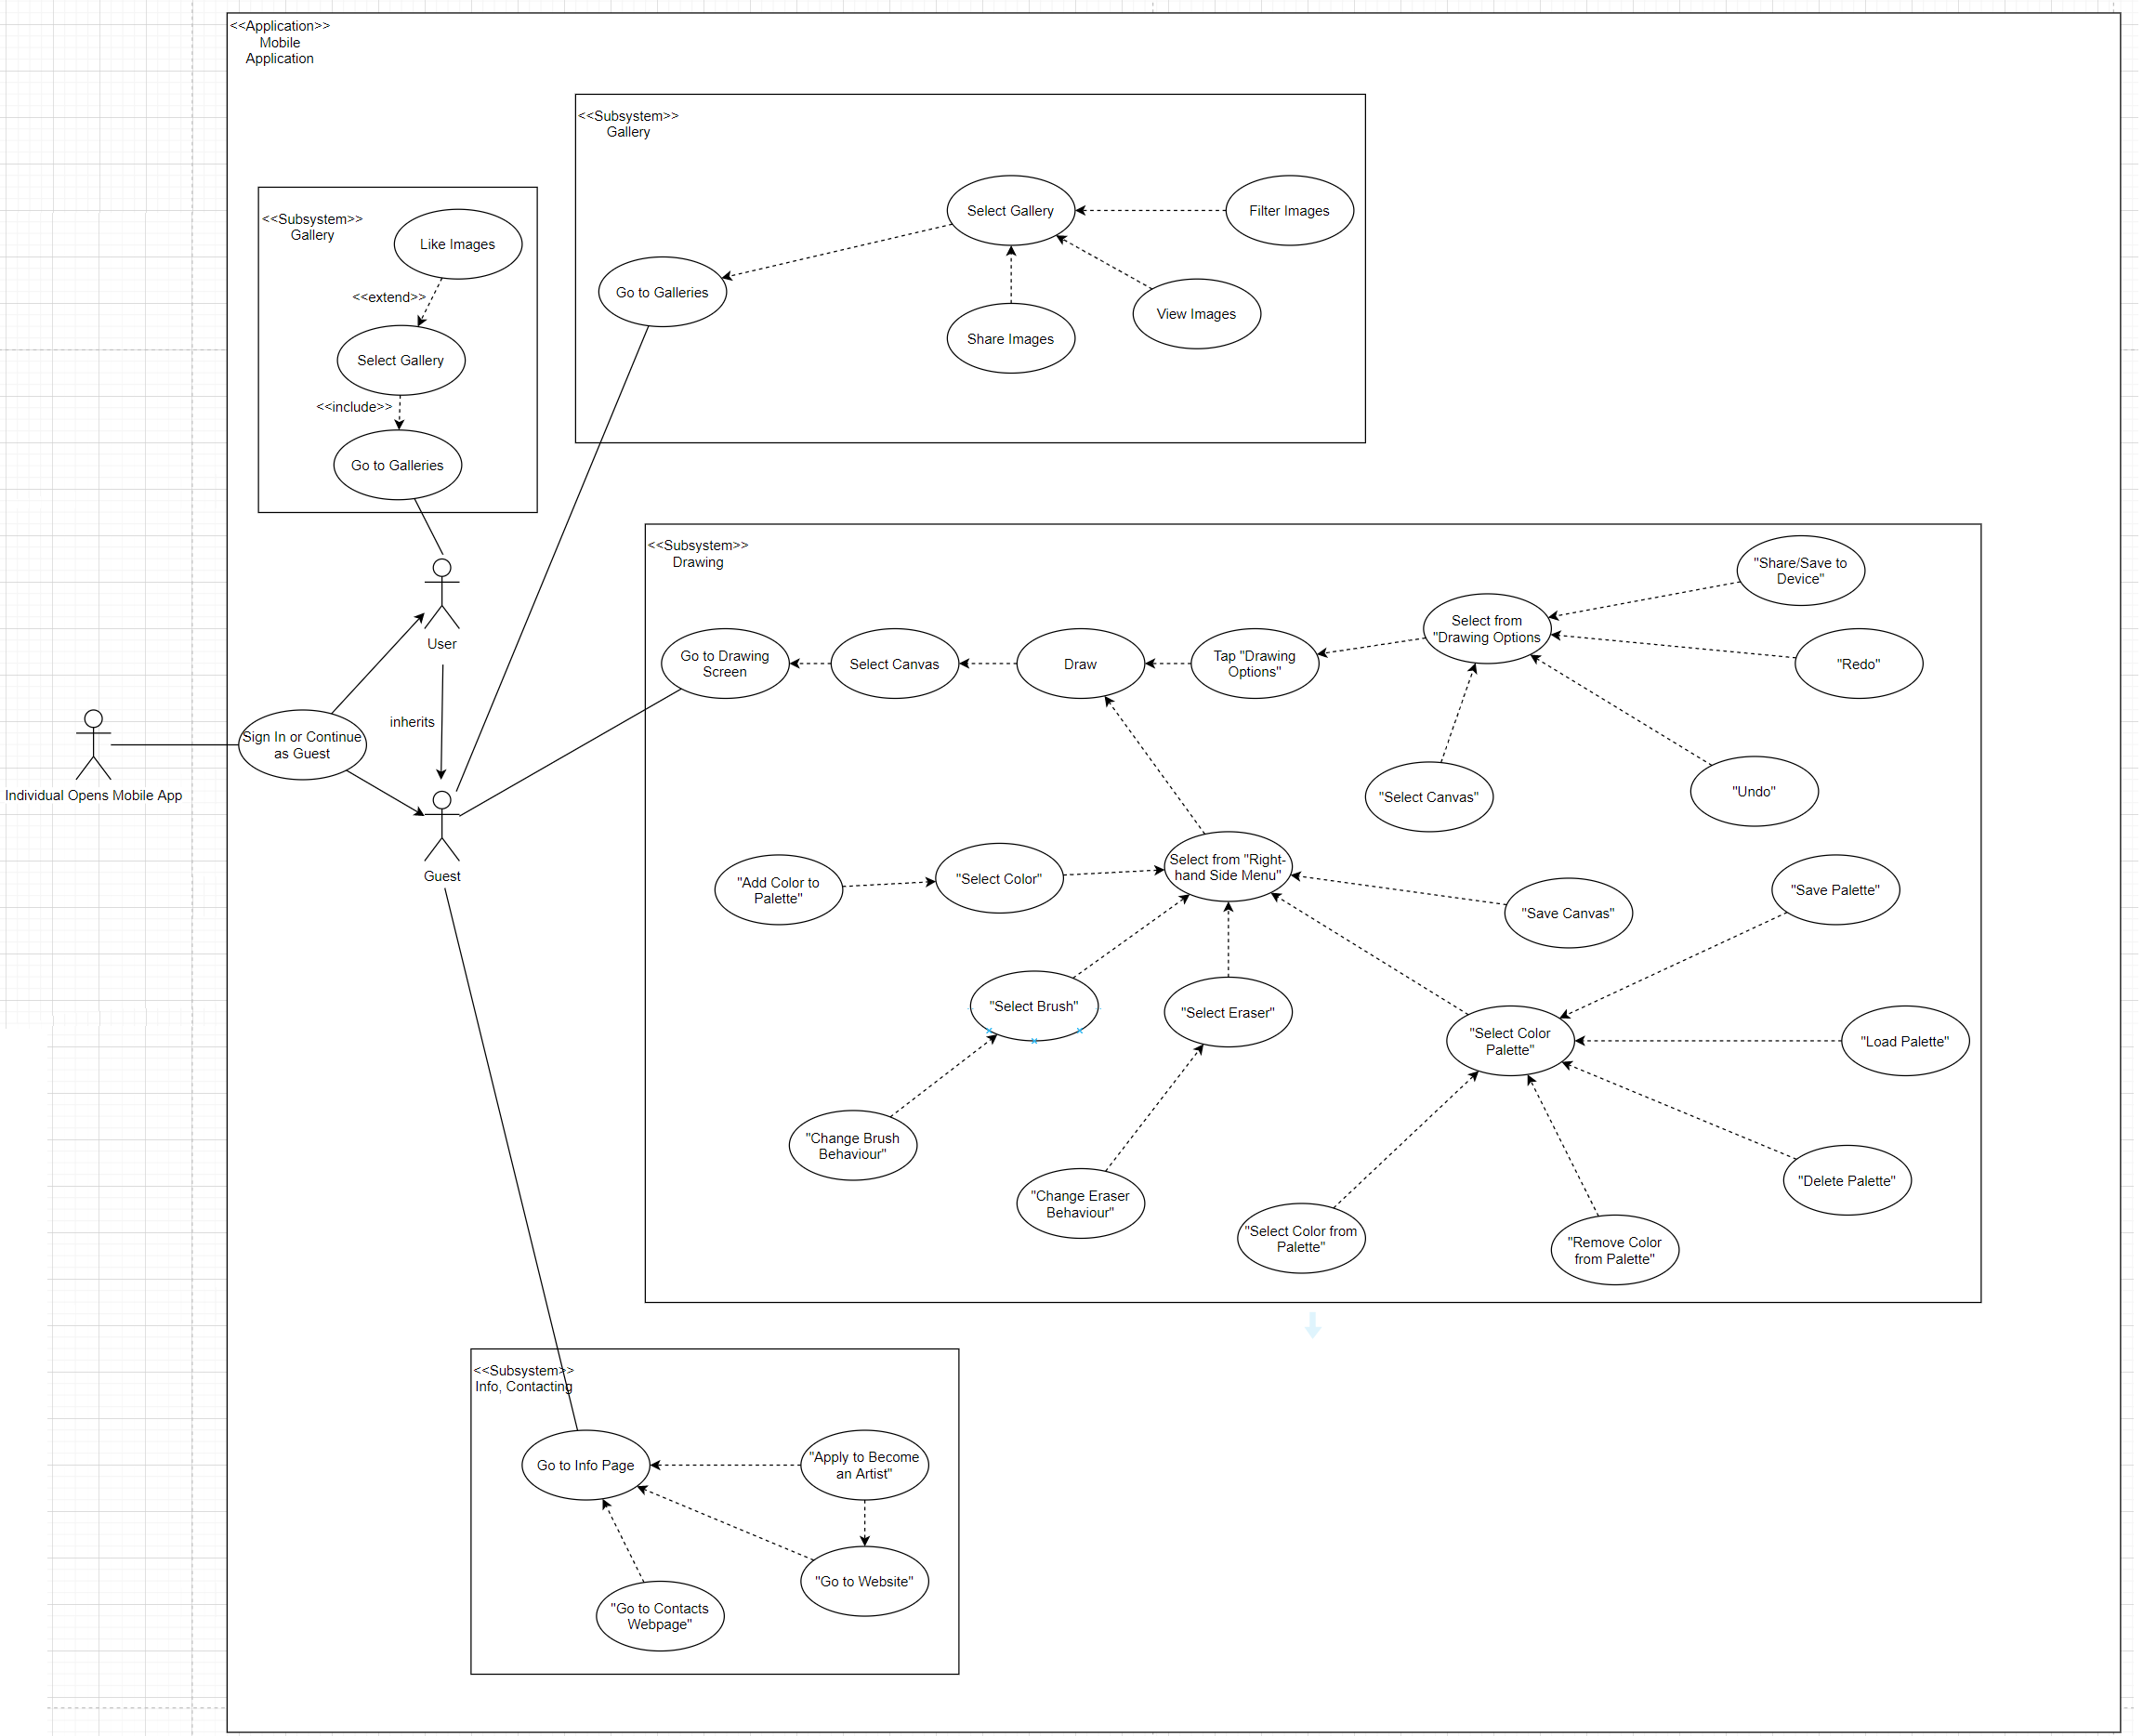 <<Application>>
Mobile
Application
<<Subsystem>>
Gallery
Select Gallery
Filter Images
Go to Galleries
View Images
Share Images
<<Subsystem>>
Gallery
Like Images
<<extend>>
Select Gallery
<<include>>
Go to Galleries
User
inherits
Sign In or Continue
as Guest
Individual Opens Mobile App
Guest
<<Subsystem>>
Drawing
"Share/Save to
Device"
Select from
"Drawing Options
Go to Drawing
Screen
Select Canvas
Draw
Tap "Drawing
Options"
"Redo"
"Select Canvas"
"Undo"
Select from "Right-
hand Side Menu"
"Add Color to
Palette"
"Select Color"
"Save Palette"
"Save Canvas"
"Select Brush"
"Select Eraser"
"Select Color
Palette"
"Load Palette"
"Change Brush
Behaviour"
"Change Eraser
Behaviour"
"Delete Palette"
"Select Color from
Palette"
"Remove Color
from Palette"
<<Subsystem>>
Info, Contacting
Go to Info Page
"Apply to Become
an Artist"
"Go to Website"
"Go to Contacts
Webpage"